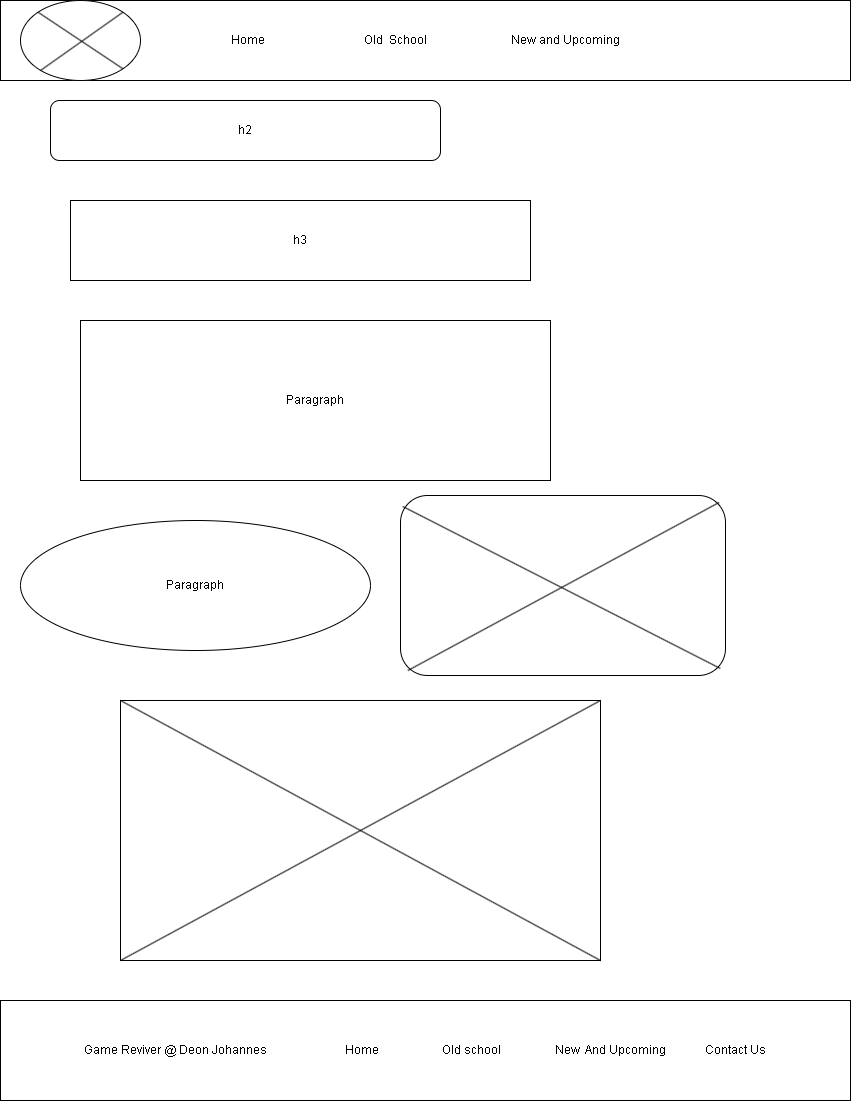 Home Old School New and Upcoming
h2
h3
Paragraph
Paragraph
Game Reviver @ Deon Johannes Home Old school New And Upcoming Contact Us